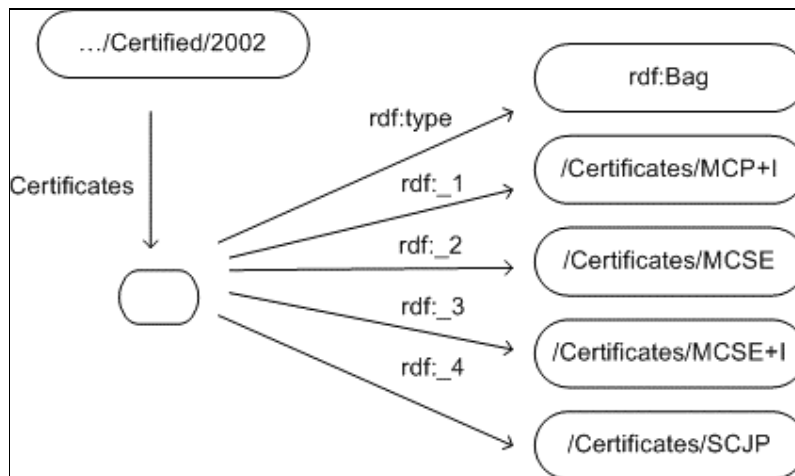 …/Certified/2002
rdf:Bag
rdf:type
/Certificates/MCP+I
Certificates
rdf:_1
rdf:_2
/Certificates/MCSE
rdf:_3
/Certificates/MCSE+I
rdf:_4
/Certificates/SCJP